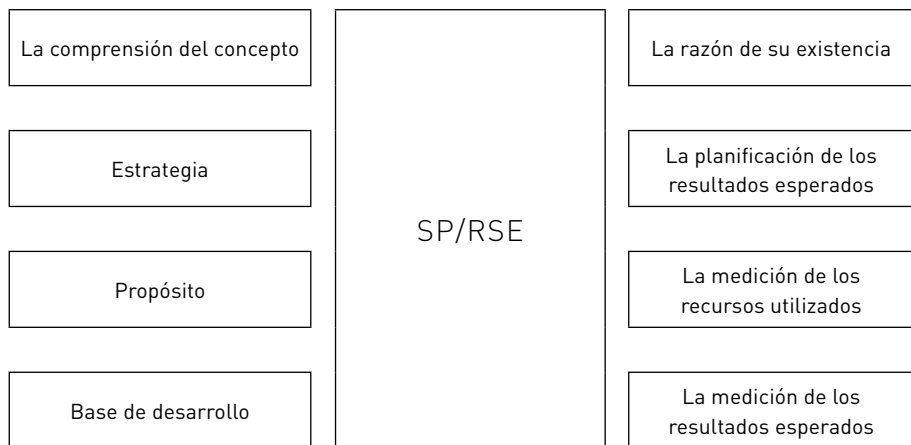 La comprensión del concepto
Estrategia
Propósito
Base de desarrollo
SP/RSE
La razón de su existencia
La planificación de los
resultados esperados
La medición de los
recursos utilizados
La medición de los
resultados esperados